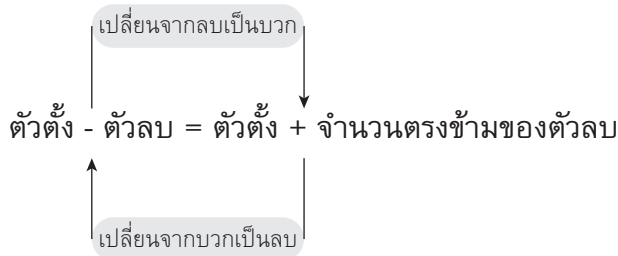 เปลี่ยนจากลบเป็นบวก
ตัวตั้ง - ตัวลบ = ตัวตั้ง + จำนวนตรงข้ามของตัวลบ
เปลี่ยนจากบวกเป็นลบ